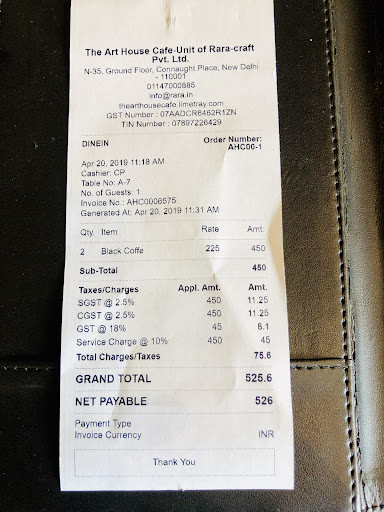 The Art House Cafe-Unit of Rara-craft
Pvt. Ltd.
N-35, Ground Floor, Connaught Place, New Delhi
- 110001
01147000885
info@rara.in
thearthousecafe.limetray.com
GST Number : 07AADCR6462R1ZN
TIN Number : 07897226429
DINEIN Order Number:
AHC00-1
Apr 20, 2019 11:18 AM
Cashier: CP
Table No: A-7
No. of Guests: 1
Invoice No.: AHC0006575
Generated At: Apr 20, 2019 11:31 AM
Qty. Item Rate Amt.
2 Black Coffe 225 450
Sub-Total 450
Taxes/Charges Appl. Amt. Amt.
SGST @ 2.5% 450 11.25
CGST @ 2.5% 450 11.25
GST @ 18% 45 8.1
Service Charge @ 10% 450 45
Total Charges/Taxes 75.6
GRAND TOTAL 525.6
NET PAYABLE 526
Payment Type
Invoice Currency INR
Thank You